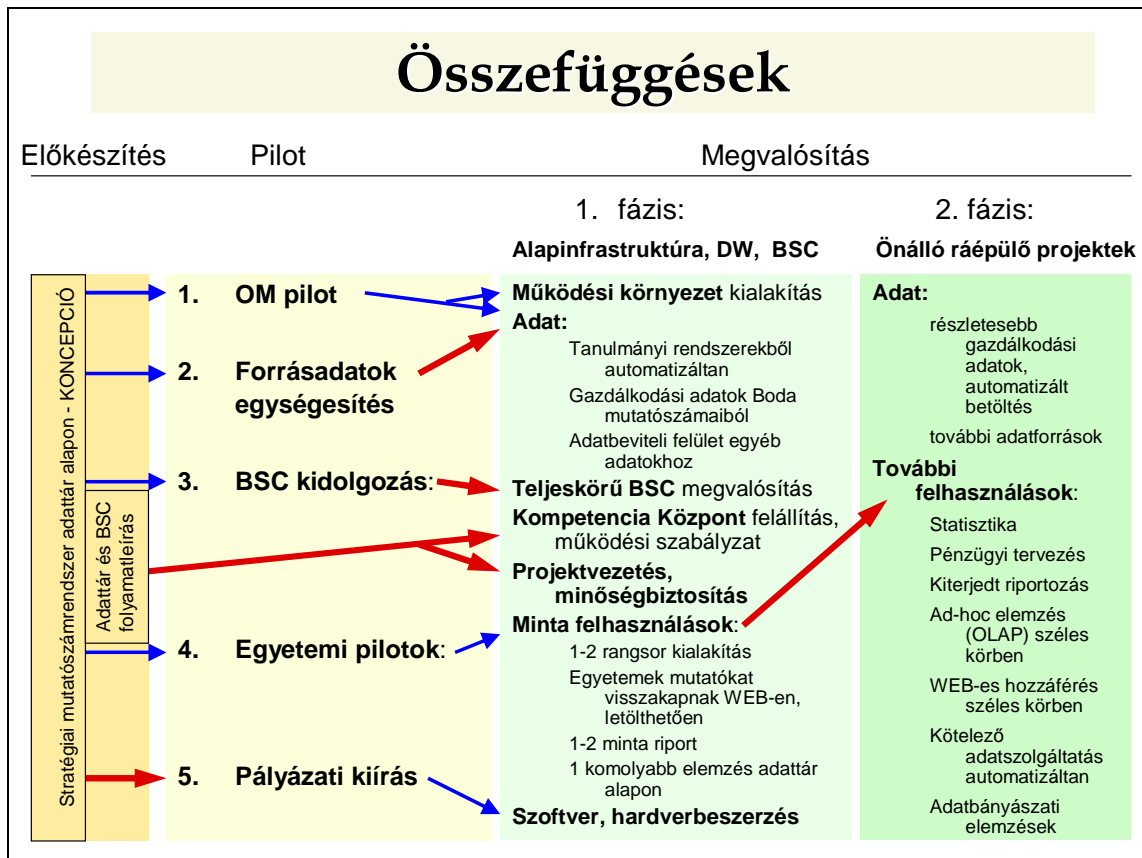 Összefüggések
Előkészítés
Pilot
Megvalósítás
1. fázis:
2. fázis:
Alapinfrastruktúra, DW, BSC
Önálló ráépülő projektek
Stratégiai mutatószámrendszer adattár alapon - KONCEPCIÓ
Adattár és BSC
folyamatleírás
1. OM pilot
2. Forrásadatok
egységesítés
3. BSC kidolgozás:
4. Egyetemi pilotok:
5. Pályázati kiírás
Működési környezet kialakítás
Adat:
Tanulmányi rendszerekből
automatizáltan
Gazdálkodási adatok Boda
mutatószámaiból
Adatbeviteli felület egyéb
adatokhoz
Teljeskörű BSC megvalósítás
Kompetencia Központ felállítás,
működési szabályzat
Projektvezetés,
minőségbiztosítás
Minta felhasználások:
1-2 rangsor kialakítás
Egyetemek mutatókat
visszakapnak WEB-en,
letölthetően
1-2 minta riport
1 komolyabb elemzés adattár
alapon
Szoftver, hardverbeszerzés
Adat:
részletesebb
gazdálkodási
adatok,
automatizált
betöltés
további adatforrások
További
felhasználások:
Statisztika
Pénzügyi tervezés
Kiterjedt riportozás
Ad-hoc elemzés
(OLAP) széles
körben
WEB-es hozzáférés
széles körben
Kötelező
adatszolgáltatás
automatizáltan
Adatbányászati
elemzések